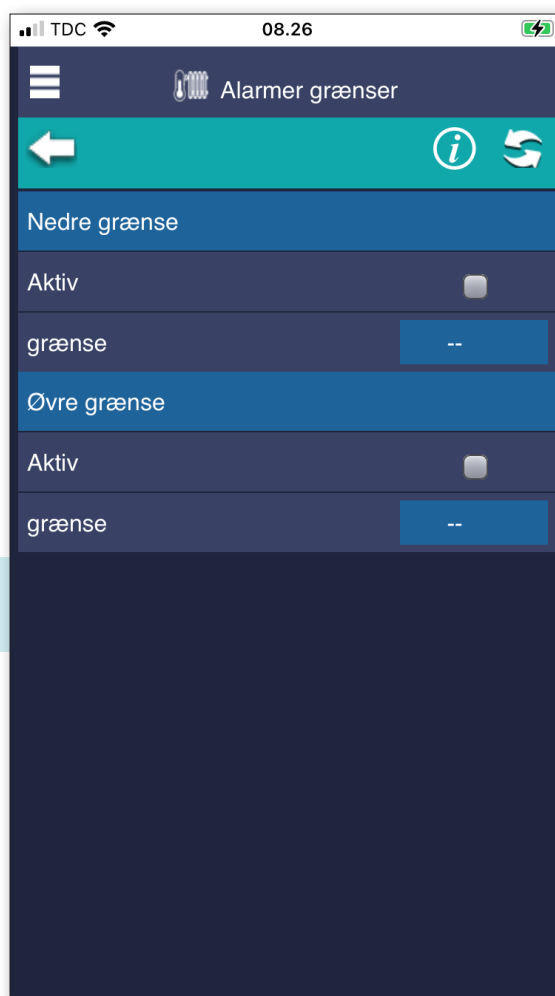 TDC 08.26
Alarmer grænser
i
Nedre grænse
Aktiv
grænse --
Øvre grænse
Aktiv
grænse --